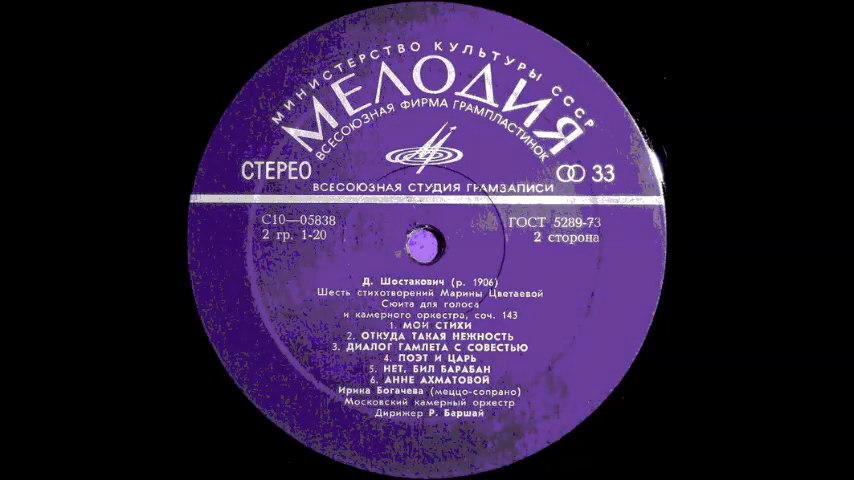 МИНИСТЕРСТВО КУЛЬТУРЫ СССР
МЕЛОДИЯ
ВСЕСОЮЗНАЯ ФИРМА ГРАМПЛАСТИНОК
СТЕРЕО
33
ВСЕСОЮЗНАЯ СТУДИЯ ГРАМЗАПИСИ
С10—05838
ГОСТ 5289-73
2 гр. 1-20
2 сторона
Д. Шостакович (р. 1906)
Шесть стихотворений Марины Цветаевой
Сюита для голоса
и камерного оркестра, соч. 143
1. МОИ СТИХИ
2. ОТКУДА ТАКАЯ НЕЖНОСТЬ
3. ДИАЛОГ ГАМЛЕТА С СОВЕСТЬЮ
4. ПОЭТ И ЦАРЬ
5. НЕТ, БИЛ БАРАБАН
6. АННЕ АХМАТОВОЙ
Ирина Богачева (меццо-сопрано)
Московский камерный оркестр
Дирижер Р. Баршай